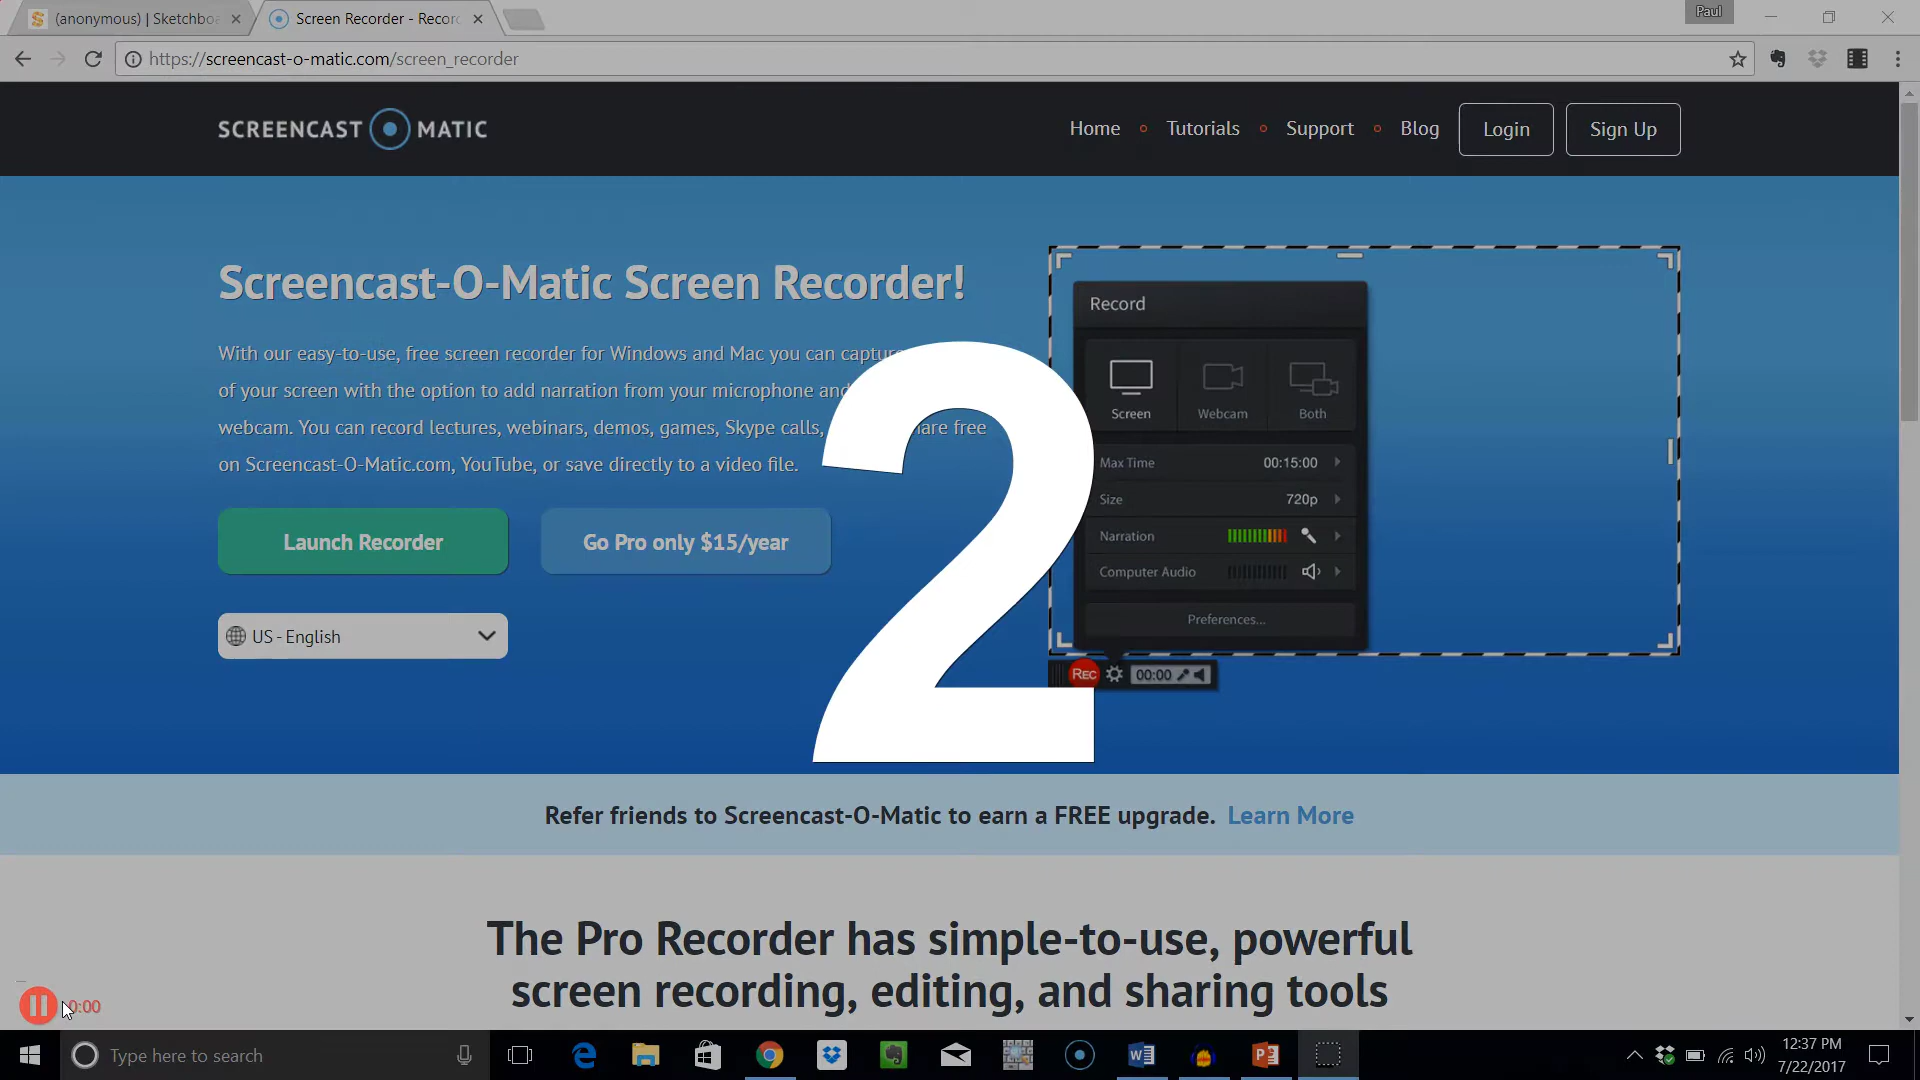 (anonymous) | Sketchboa
Screen Recorder - Record
Paul
https://screencast-o-matic.com/screen_recorder
SCREENCAST MATIC
Home Tutorials Support Blog Login Sign Up
Screencast-O-Matic Screen Recorder!
With our easy-to-use, free screen recorder for Windows and Mac you can
of your screen with the option to add narration from your microphone
webcam. You can record lectures, webinars, demos, games, Skype calls, free
on Screencast-O-Matic.com, YouTube, or save directly to a video file.
Launch Recorder
Go Pro only $15/year
US - English
2
Record
Screen Webcam Both
Max Time 00:15:00
Size 720p
Narration
Computer Audio
Preferences...
REC 00:00
Refer friends to Screencast-O-Matic to earn a FREE upgrade. Learn More
The Pro Recorder has simple-to-use, powerful
screen recording, editing, and sharing tools
0:00
Type here to search
12:37 PM
7/22/2017